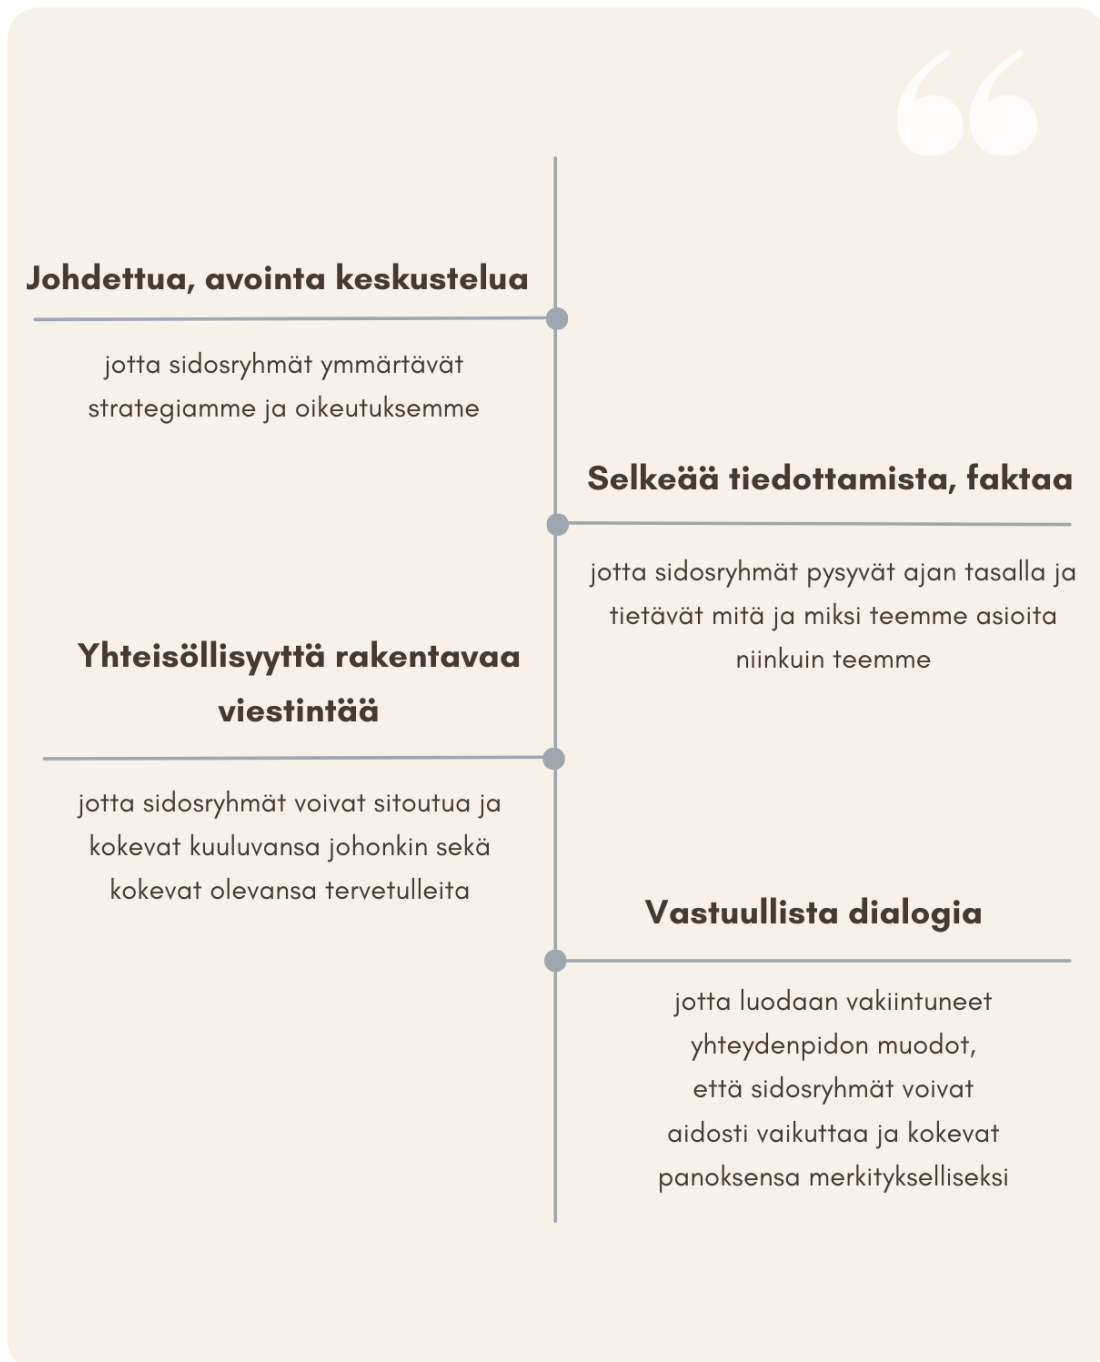 Johdettua, avointa keskustelua
jotta sidosryhmät ymmärtävät
strategiamme ja oikeutuksemme
Selkeää tiedottamista, faktaa
jotta sidosryhmät pysyvät ajan tasalla ja
tietävät mitä ja miksi teemme asioita
niinkuin teemme
Yhteisöllisyyttä rakentavaa
viestintää
jotta sidosryhmät voivat sitoutua ja
kokevat kuuluvansa johonkin sekä
kokevat olevansa tervetulleita
Vastuullista dialogia
jotta luodaan vakiintuneet
yhteydenpidon muodot,
että sidosryhmät voivat
aidosti vaikuttaa ja kokevat
panoksensa merkitykselliseksi